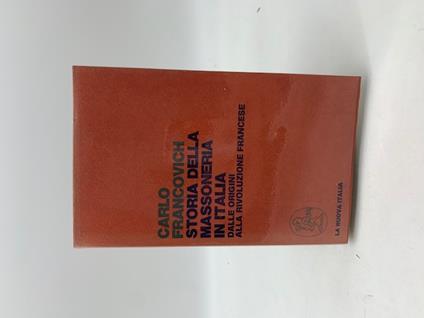 CARLO
FRANCOVICH
STORIA DELLA
MASSONERIA
IN ITALIA
DALLE ORIGINI
ALLA RIVOLUZIONE FRANCESE
LA NUOVA ITALIA